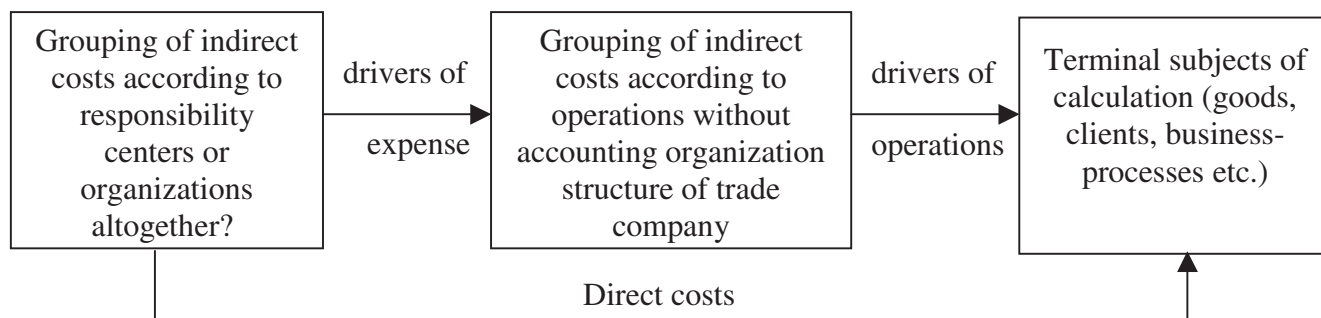 Grouping of indirect
costs according to
responsibility
centers or
organizations
altogether?
drivers of
expense
Grouping of indirect
costs according to
operations without
accounting organization
structure of trade
company
drivers of
operations
Terminal subjects of
calculation (goods,
clients, business-
processes etc.)
Direct costs